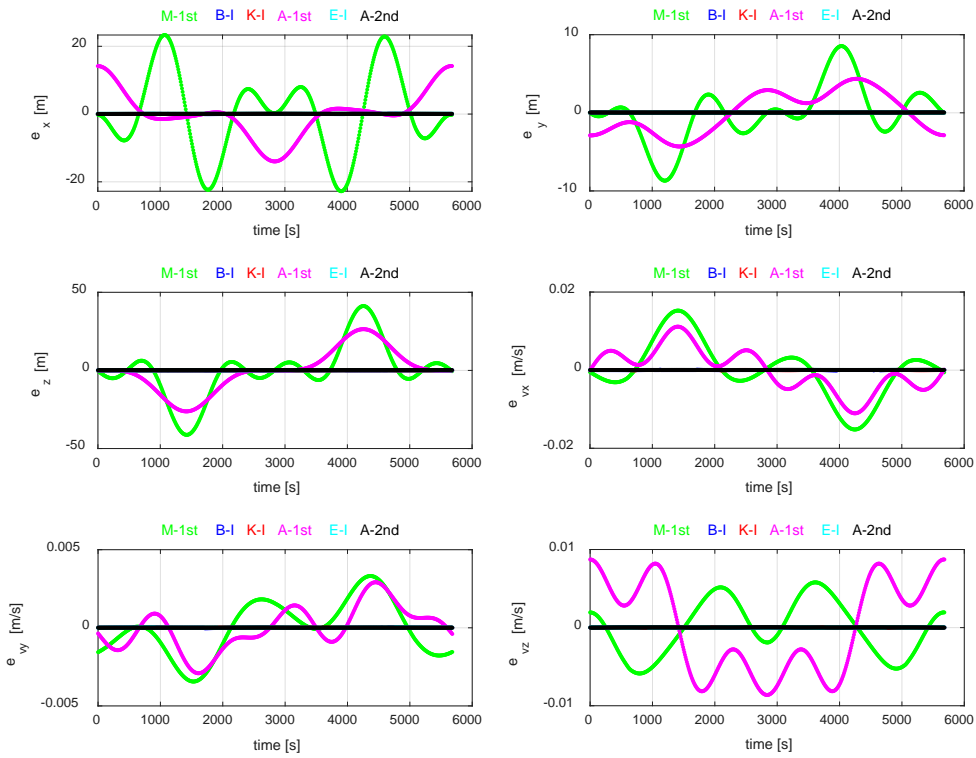 M-1st B-I K-I A-1st E-I A-2nd
20
0
-20
e x [m]
0 1000 2000 3000 4000 5000 6000
time [s]
M-1st B-I K-I A-1st E-I A-2nd
10
0
-10
e y [m]
0 1000 2000 3000 4000 5000 6000
time [s]
M-1st B-I K-I A-1st E-I A-2nd
50
0
-50
e z [m]
0 1000 2000 3000 4000 5000 6000
time [s]
M-1st B-I K-I A-1st E-I A-2nd
0.02
0
-0.02
e vx [m/s]
0 1000 2000 3000 4000 5000 6000
time [s]
M-1st B-I K-I A-1st E-I A-2nd
0.005
0
-0.005
e vy [m/s]
0 1000 2000 3000 4000 5000 6000
time [s]
M-1st B-I K-I A-1st E-I A-2nd
0.01
0
-0.01
e vz [m/s]
0 1000 2000 3000 4000 5000 6000
time [s]